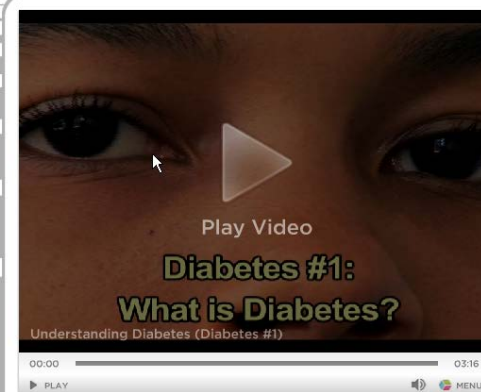 Play Video
Diabetes #1:
What is Diabetes?
Understanding Diabetes (Diabetes #1)
00:00 03:16
PLAY MENU